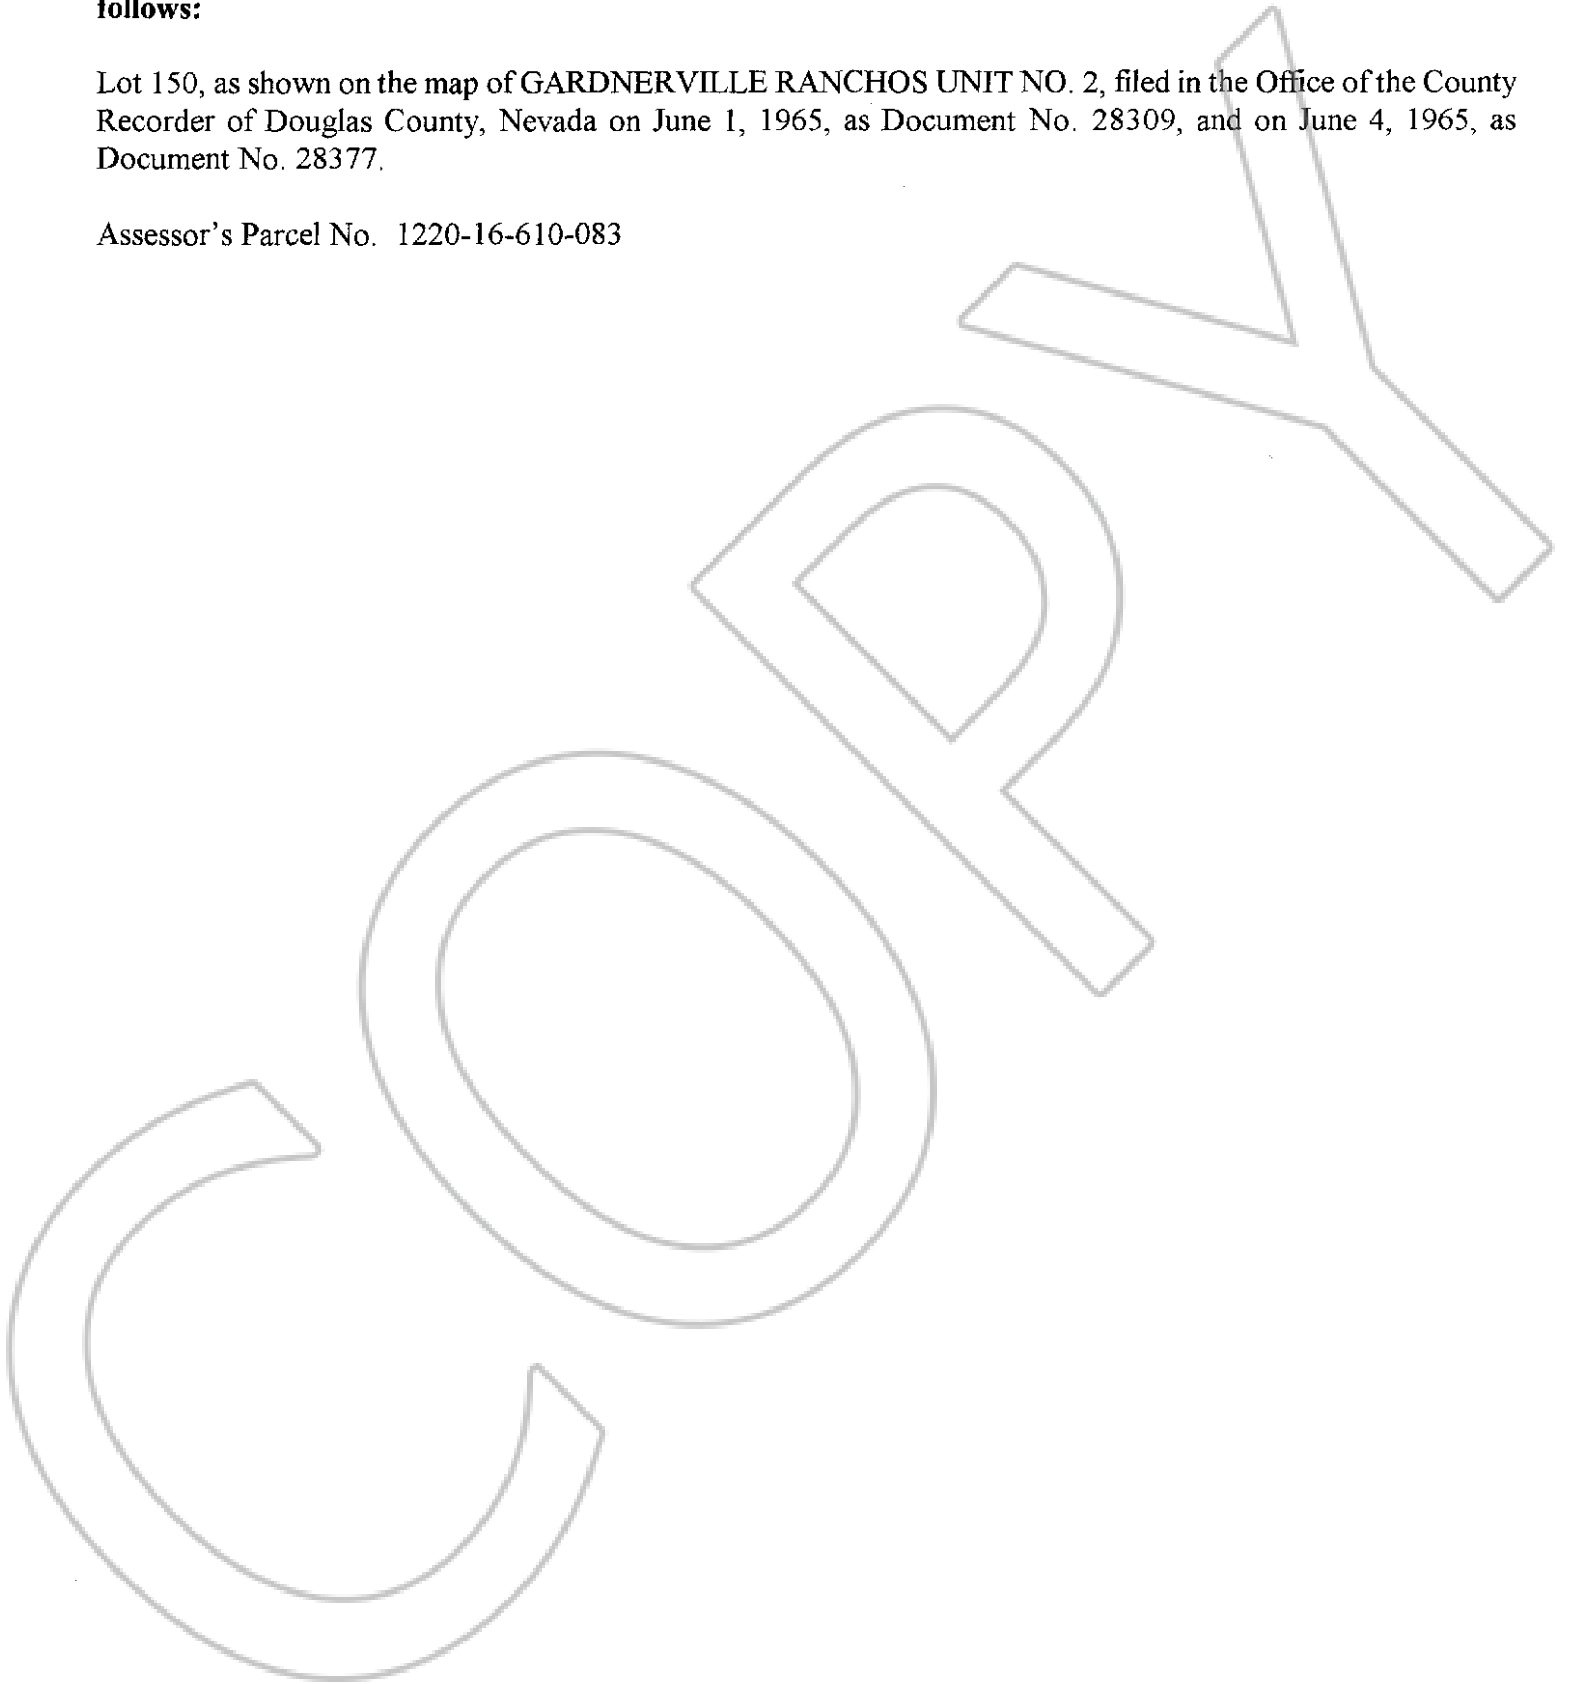 follows:
Lot 150, as shown on the map of GARDNERVILLE RANCHOS UNIT NO. 2, filed in the Office of the County
Recorder of Douglas County, Nevada on June 1, 1965, as Document No. 28309, and on June 4, 1965, as
Document No. 28377.
Assessor's Parcel No. 1220-16-610-083
COPY